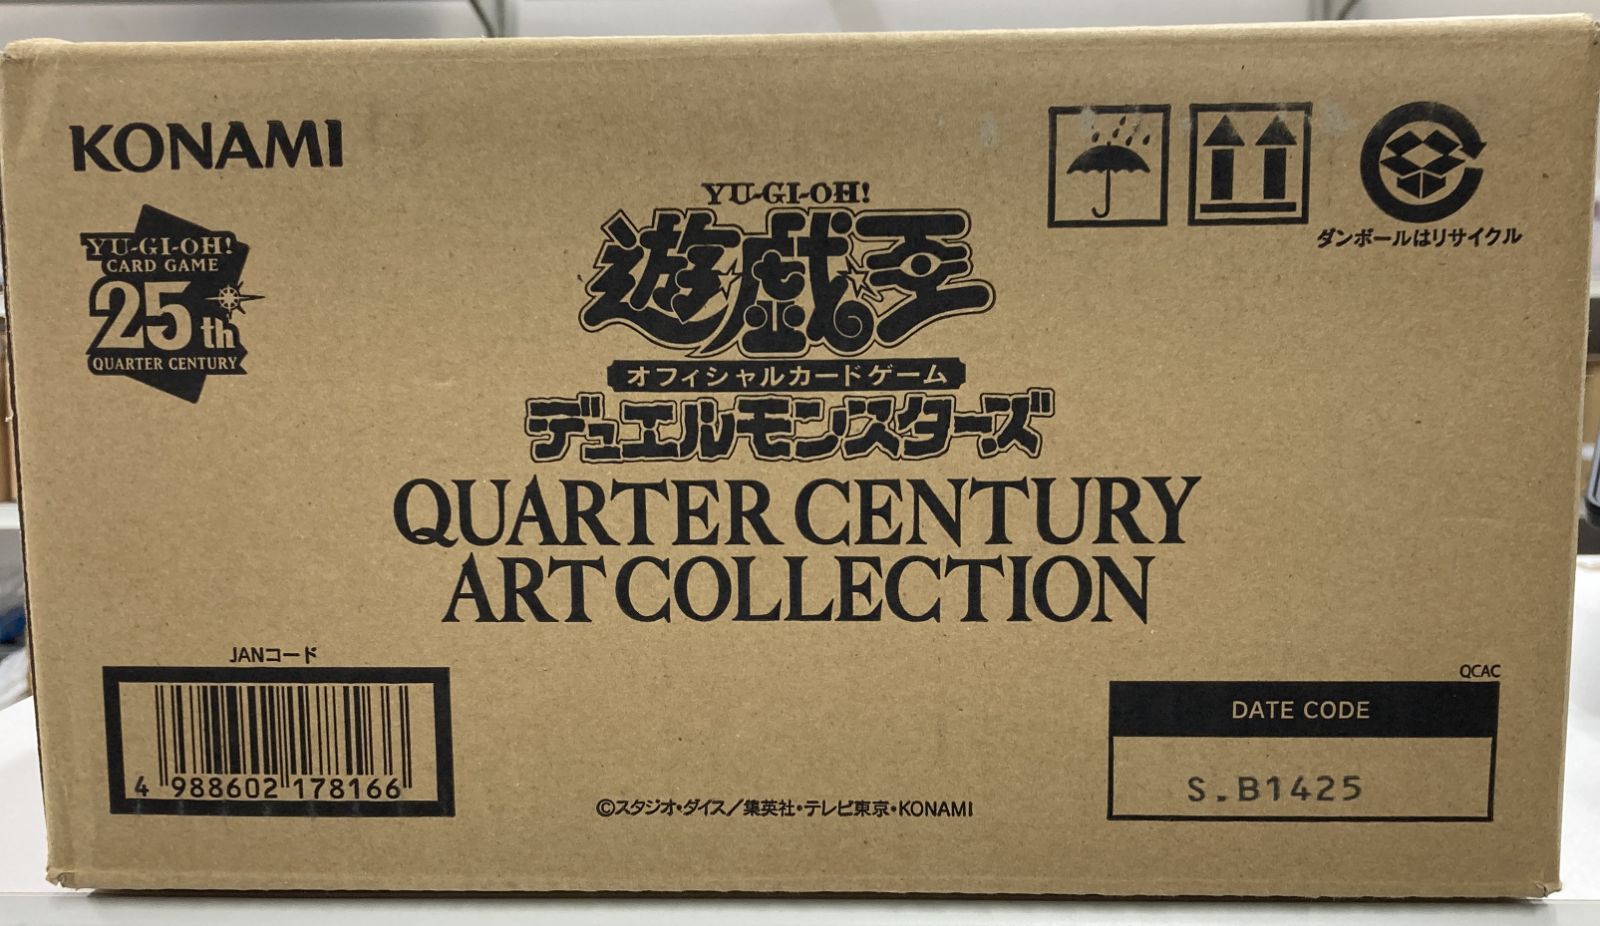 KONAMI
YU-GI-OH!
CARD GAME
25th
QUARTER CENTURY
YU-GI-OH!
遊戯王
オフィシャルカードゲーム
デュエルモンスターズ
QUARTER CENTURY
ART COLLECTION
ダンボールはリサイクル
JANコード
4 988602 178166
©スタジオ・ダイス／集英社・テレビ東京・KONAMI
QCAC
DATE CODE
S.B1425